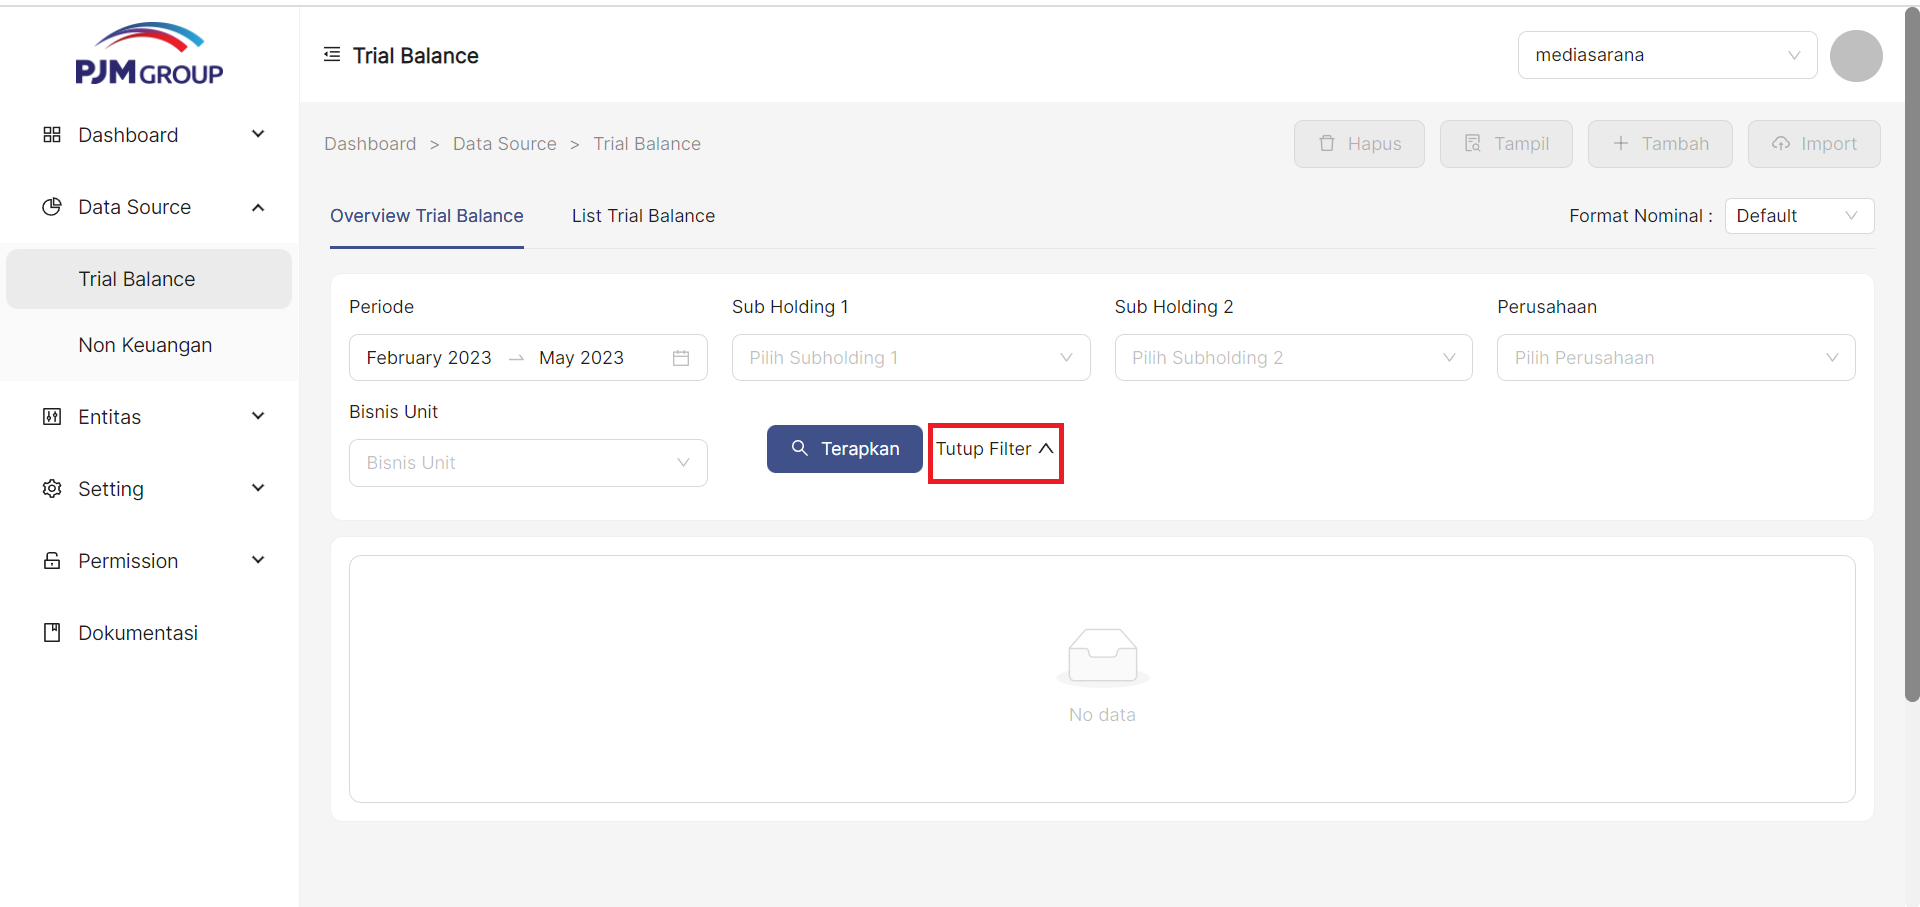 PJM GROUP
Trial Balance
mediasarana
Dashboard
Data Source
Trial Balance
Non Keuangan
Entitas
Setting
Permission
Dokumentasi
Dashboard > Data Source > Trial Balance
Hapus
Tampil
+ Tambah
Import
Overview Trial Balance
List Trial Balance
Format Nominal :
Default
Periode
Sub Holding 1
Sub Holding 2
Perusahaan
February 2023 → May 2023
Pilih Subholding 1
Pilih Subholding 2
Pilih Perusahaan
Bisnis Unit
Bisnis Unit
Terapkan
Tutup Filter
No data